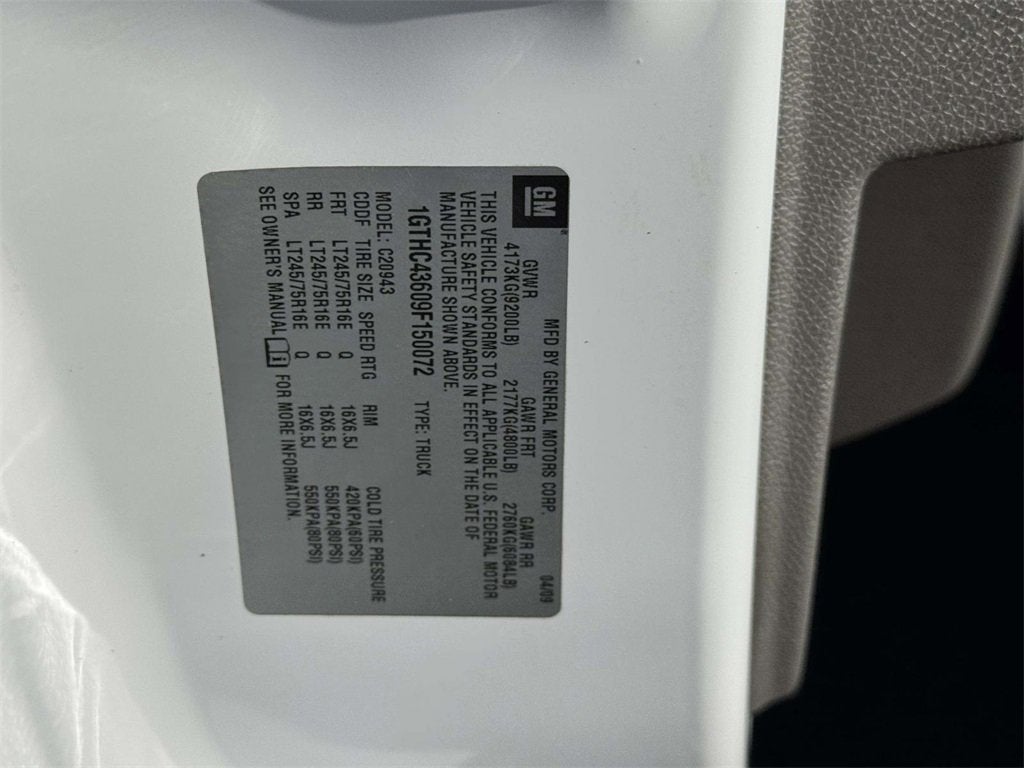 GM
MFD BY GENERAL MOTORS CORP. 04/09
GVWR GAWR FRT GAWR RR
4173KG(9200LB) 2177KG(4800LB) 2760KG(6084LB)
THIS VEHICLE CONFORMS TO ALL APPLICABLE U.S. FEDERAL MOTOR
VEHICLE SAFETY STANDARDS IN EFFECT ON THE DATE OF
MANUFACTURE SHOWN ABOVE.
1GTHC43609F150072 TYPE: TRUCK
MODEL: C20943
CDDF TIRE SIZE SPEED RTG RIM COLD TIRE PRESSURE
FRT LT245/75R16E Q 16X6.5J 420KPA(60PSI)
RR LT245/75R16E Q 16X6.5J 550KPA(80PSI)
SPA LT245/75R16E Q 16X6.5J 550KPA(80PSI)
SEE OWNER'S MANUAL FOR MORE INFORMATION.